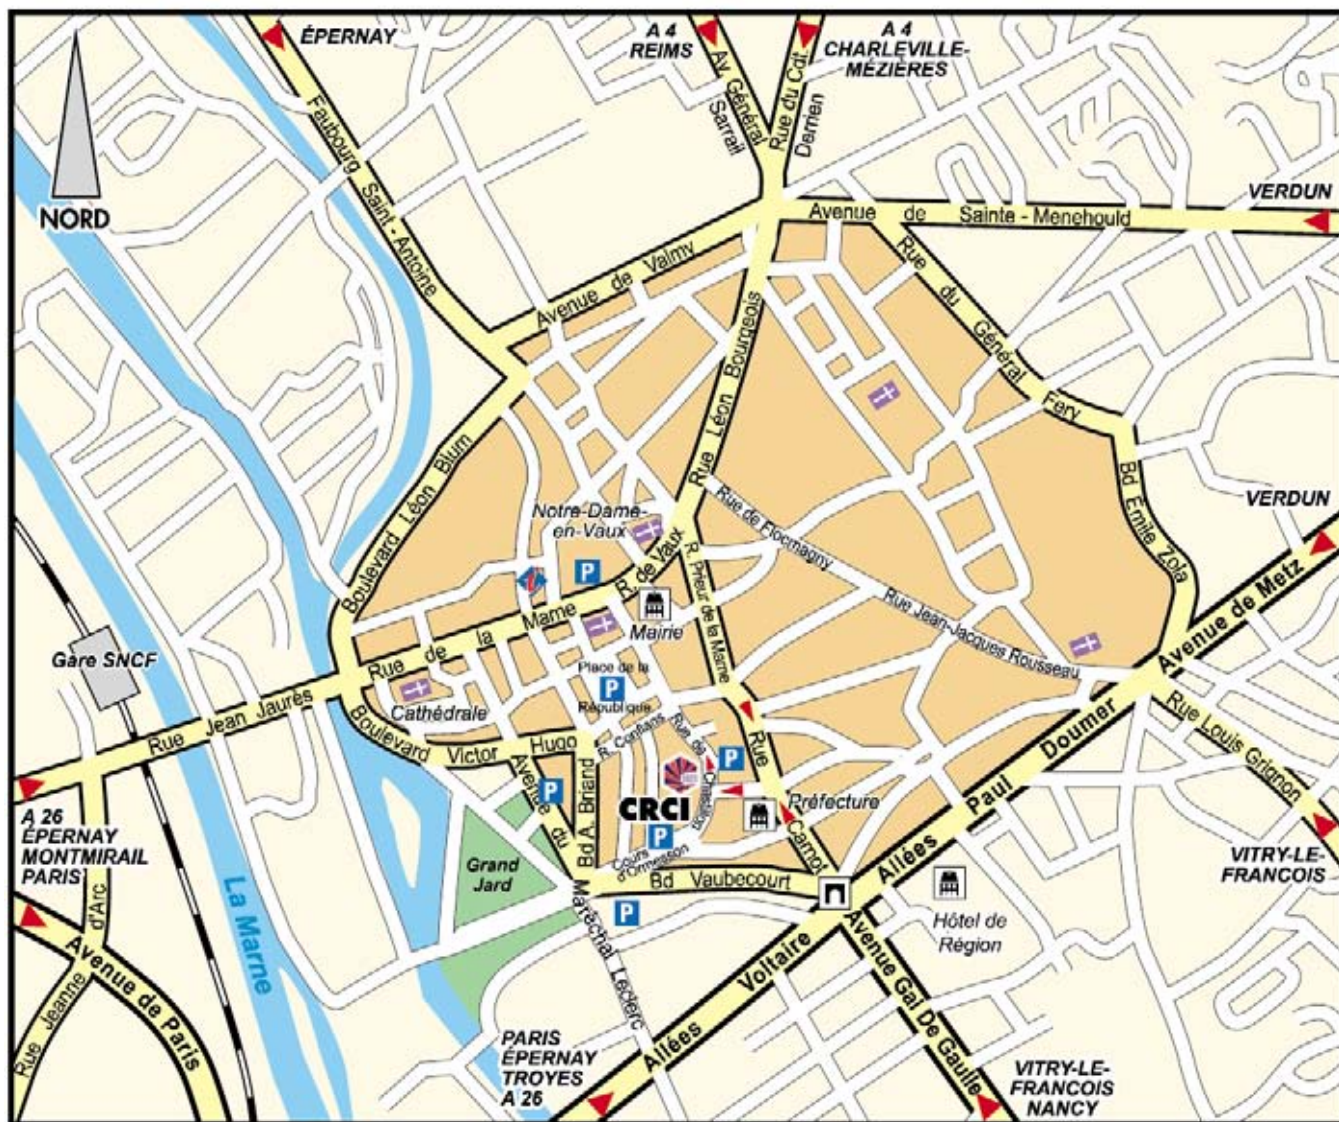 ÉPERNAY
A 4
REIMS
A 4
CHARLEVILLE-
MÉZIÈRES
Av. Général
Sarrail
Rue du Cdt
Derrien
NORD
Faubourg Saint-Antoine
VERDUN
Avenue de Sainte-Menehould
Avenue de Valmy
Rue du Général Fery
Rue Léon Bourgeois
Boulevard Léon Blum
Bd Emile Zola
VERDUN
Notre-Dame-
en-Vaux
Rue de Flocmagny
P
R. de Vaux
R. Prieur de la Marne
i
Avenue de Metz
Rue de la Marne
Mairie
Rue Jean-Jacques Rousseau
Gare SNCF
Place de la
P
République
Cathédrale
Rue Jean Jaurès
Boulevard Victor Hugo
R. Conflans
Rue de Chastillon
Rue Carnot
Allées Paul Doumer
Rue Louis Grignon
P
P
Avenue du Maréchal Leclerc
Bd A. Briand
CRCI
Préfecture
A 26
ÉPERNAY
MONTMIRAIL
PARIS
P
Cours
d'Ormesson
VITRY-LE-
FRANCOIS
Grand
Jard
Bd Vaubecourt
La Marne
P
Hôtel de
Région
Rue Jeanne d'Arc
Avenue de Paris
Allées Voltaire
Avenue Gal De Gaulle
PARIS
ÉPERNAY
TROYES
A 26
VITRY-LE-
FRANCOIS
NANCY